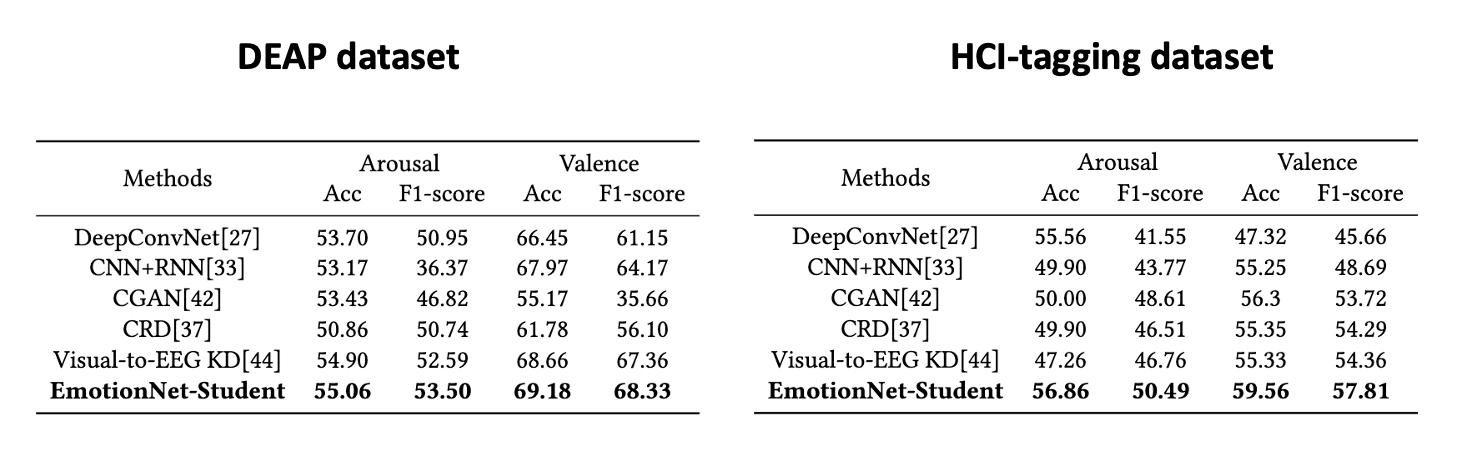 DEAP dataset
Methods Arousal Valence
Acc F1-score Acc F1-score
DeepConvNet[27] 53.70 50.95 66.45 61.15
CNN+RNN[33] 53.17 36.37 67.97 64.17
CGAN[42] 53.43 46.82 55.17 35.66
CRD[37] 50.86 50.74 61.78 56.10
Visual-to-EEG KD[44] 54.90 52.59 68.66 67.36
EmotionNet-Student 55.06 53.50 69.18 68.33
HCI-tagging dataset
Methods Arousal Valence
Acc F1-score Acc F1-score
DeepConvNet[27] 55.56 41.55 47.32 45.66
CNN+RNN[33] 49.90 43.77 55.25 48.69
CGAN[42] 50.00 48.61 56.3 53.72
CRD[37] 49.90 46.51 55.35 54.29
Visual-to-EEG KD[44] 47.26 46.76 55.33 54.36
EmotionNet-Student 56.86 50.49 59.56 57.81